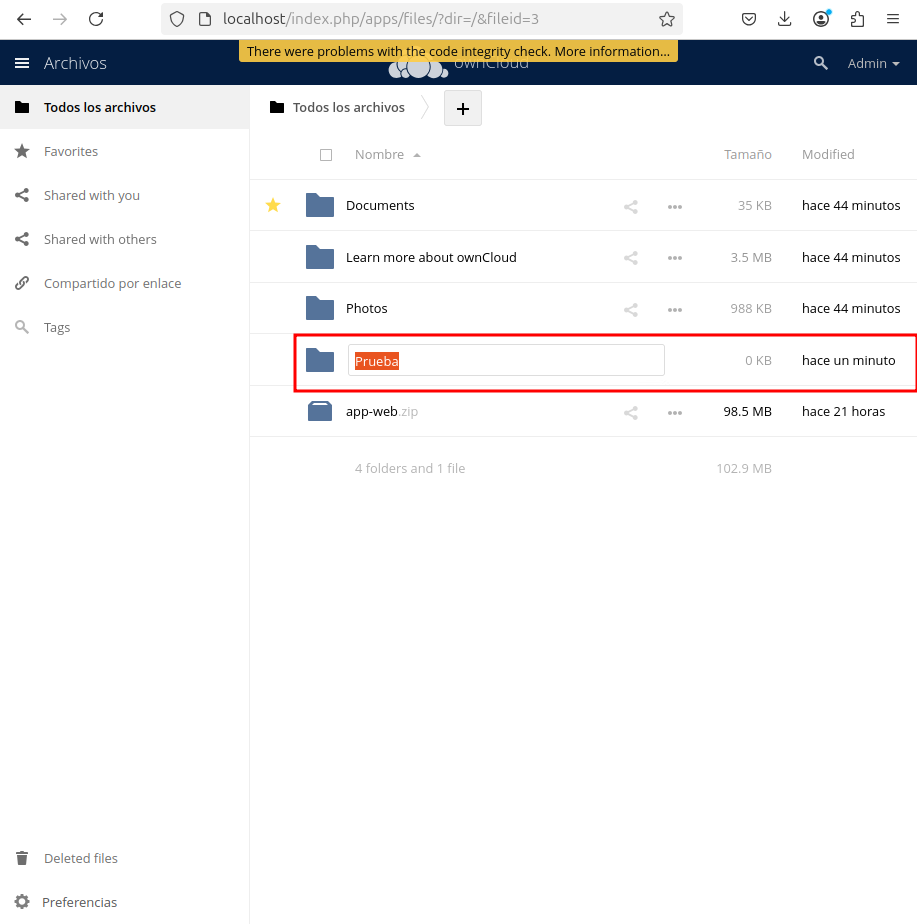 localhost/index.php/apps/files/?dir=/&fileid=3
There were problems with the code integrity check. More information...
Archivos
ownCloud
Admin
Todos los archivos
Favorites
Shared with you
Shared with others
Compartido por enlace
Tags
Deleted files
Preferencias
Todos los archivos
+
Nombre Tamaño Modified
Documents 35 KB hace 44 minutos
Learn more about ownCloud 3.5 MB hace 44 minutos
Photos 988 KB hace 44 minutos
Prueba 0 KB hace un minuto
app-web.zip 98.5 MB hace 21 horas
4 folders and 1 file 102.9 MB